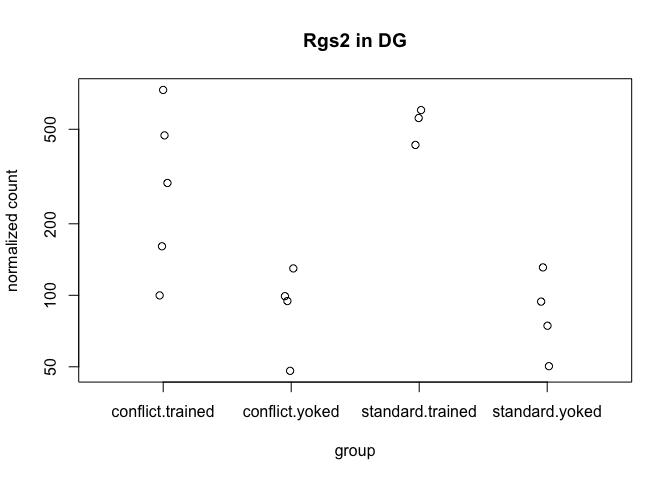 Rgs2 in DG
normalized count
500
200
100
50
conflict.trained
conflict.yoked
standard.trained
standard.yoked
group